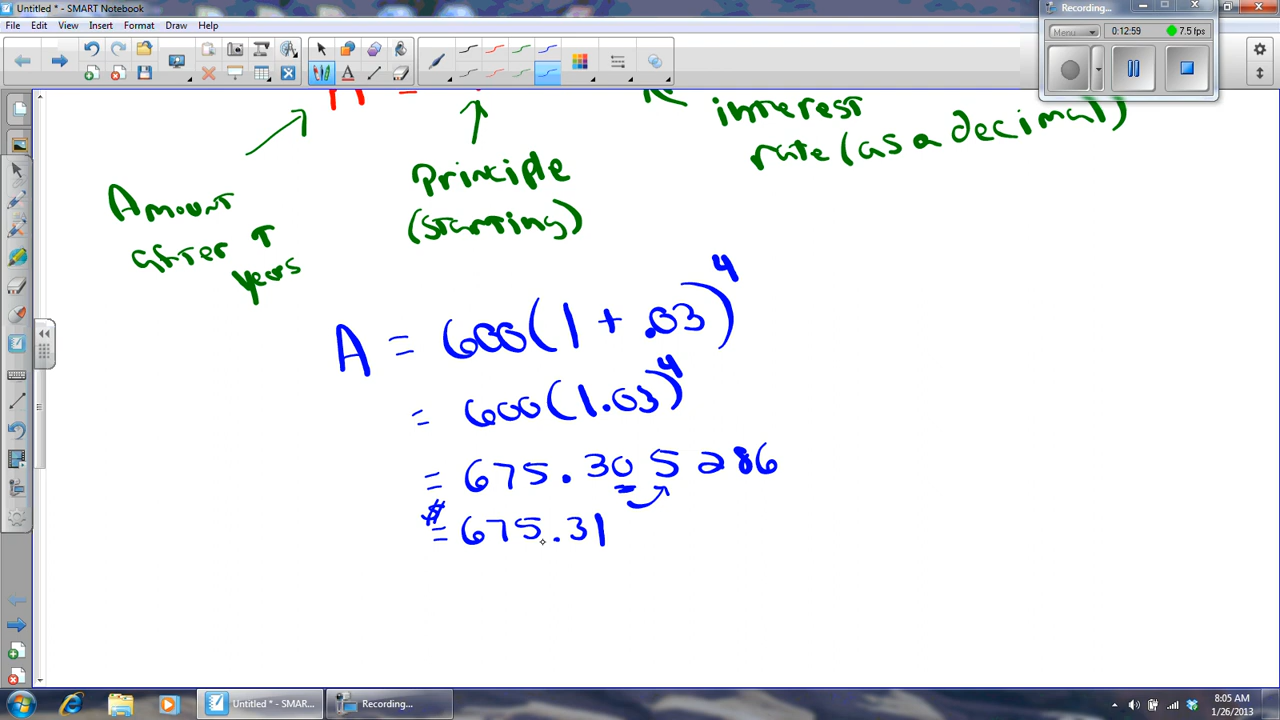 Untitled * - SMART Notebook
File Edit View Insert Format Tools Draw Help
Recording...
Menu
0:12:59
7.5 fps
interest
rate (as a decimal)
Principle
(starting)
Amount
after T
years
A = 600(1 + .03)^4
= 600(1.03)^4
= 675.305286
$
= 675.31
Untitled * - SMAR...
Recording...
8:05 AM
1/26/2013